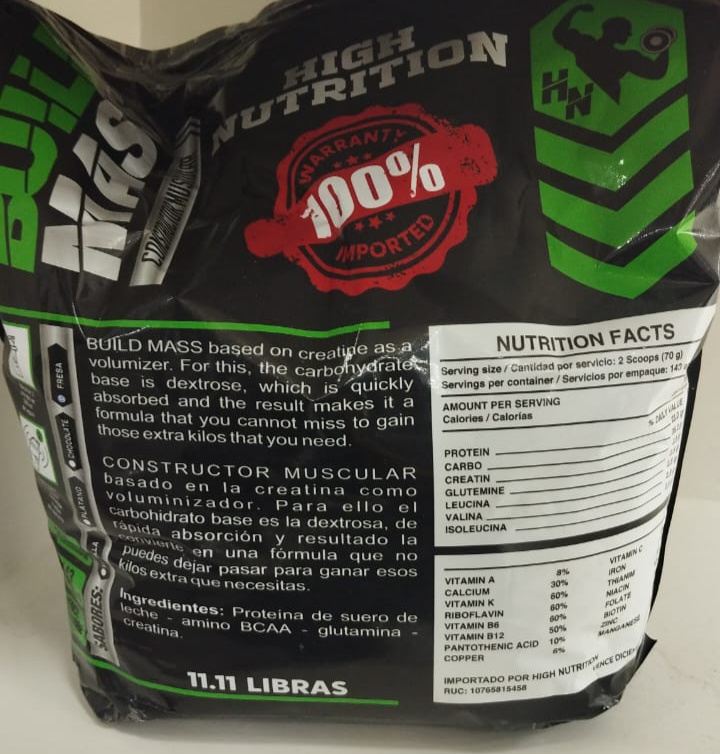 BUILD
MASS
HIGH
NUTRITION
WARRANTY
100%
IMPORTED
HN
FRESA
CHOCOLATE
PLATANO
SABORES:
BUILD MASS based on creatine as a
volumizer. For this, the carbohydrate
base is dextrose, which is quickly
absorbed and the result makes it a
formula that you cannot miss to gain
those extra kilos that you need.
CONSTRUCTOR MUSCULAR
basado en la creatina como
voluminizador. Para ello el
carbohidrato base es la dextrosa, de
rápida absorción y resultado la
convierte en una fórmula que no
puedes dejar pasar para ganar esos
kilos extra que necesitas.
Ingredientes: Proteina de suero de
leche - amino BCAA - glutamina -
creatina.
11.11 LIBRAS
NUTRITION FACTS
Serving size / Cantidad por servicio: 2 Scoops (70 g)
Servings per container / Servicios por empaque: 140
AMOUNT PER SERVING
Calories / Calorías
% DAILY VALUE
PROTEIN
CARBO
CREATIN
GLUTEMINE
LEUCINA
VALINA
ISOLEUCINA
VITAMIN A 8% VITAMIN C
CALCIUM 30% IRON
VITAMIN K 60% THIANIM
RIBOFLAVIN 60% NIACIN
VITAMIN B6 60% FOLATE
VITAMIN B12 50% BIOTIN
PANTOTHENIC ACID 10% ZINC
COPPER 6% MANGANESE
IMPORTADO POR HIGH NUTRITION
RUC: 10765815458